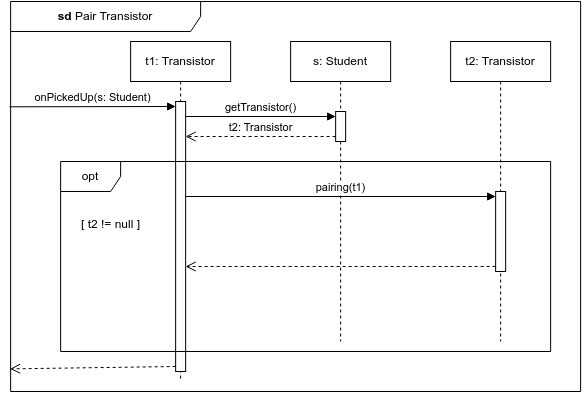 sd Pair Transistor
t1: Transistor
s: Student
t2: Transistor
onPickedUp(s: Student)
getTransistor()
t2: Transistor
opt
pairing(t1)
[ t2 != null ]